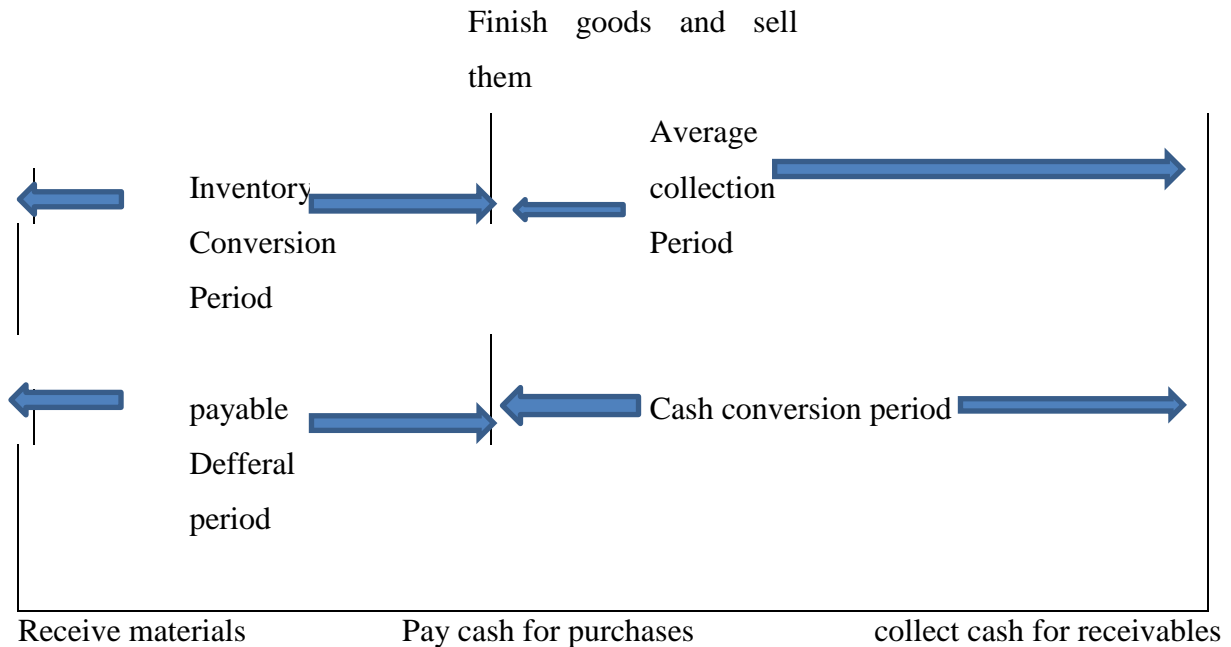 Finish goods and sell
them
Average
collection
Period
Inventory
Conversion
Period
payable
Defferal
period
Cash conversion period
Receive materials
Pay cash for purchases
collect cash for receivables